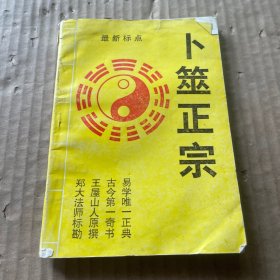 最新标点
卜筮正宗
易学唯一正典
古今第一奇书
王屋山人原撰
郑大法师标勘